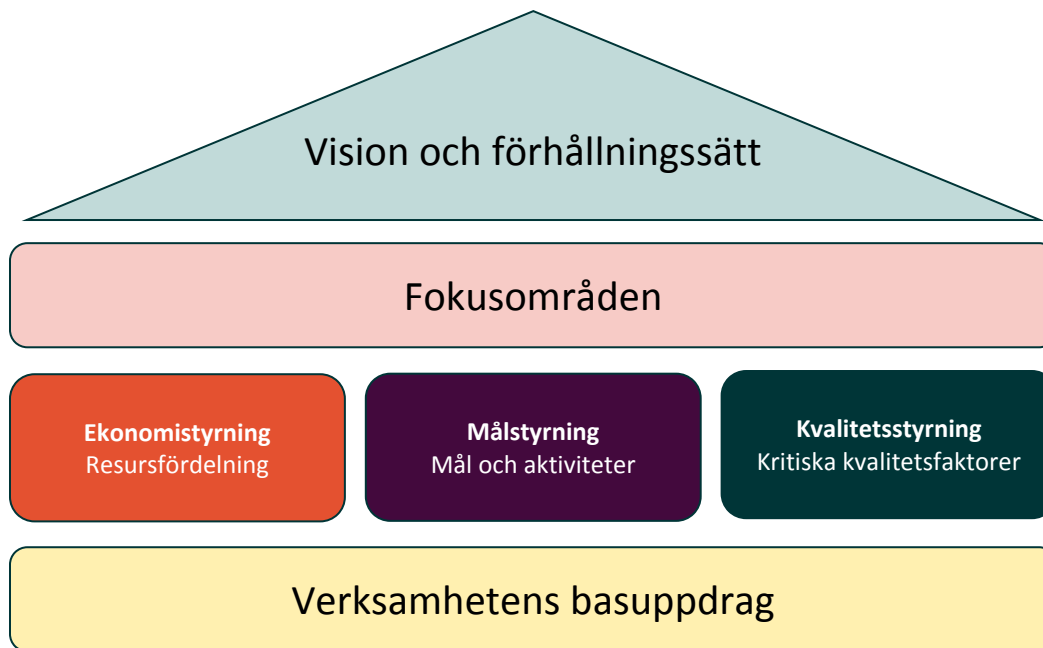 Vision och förhållningssätt
Fokusområden
Ekonomistyrning
Resursfördelning
Målstyrning
Mål och aktiviteter
Kvalitetsstyrning
Kritiska kvalitetsfaktorer
Verksamhetens basuppdrag